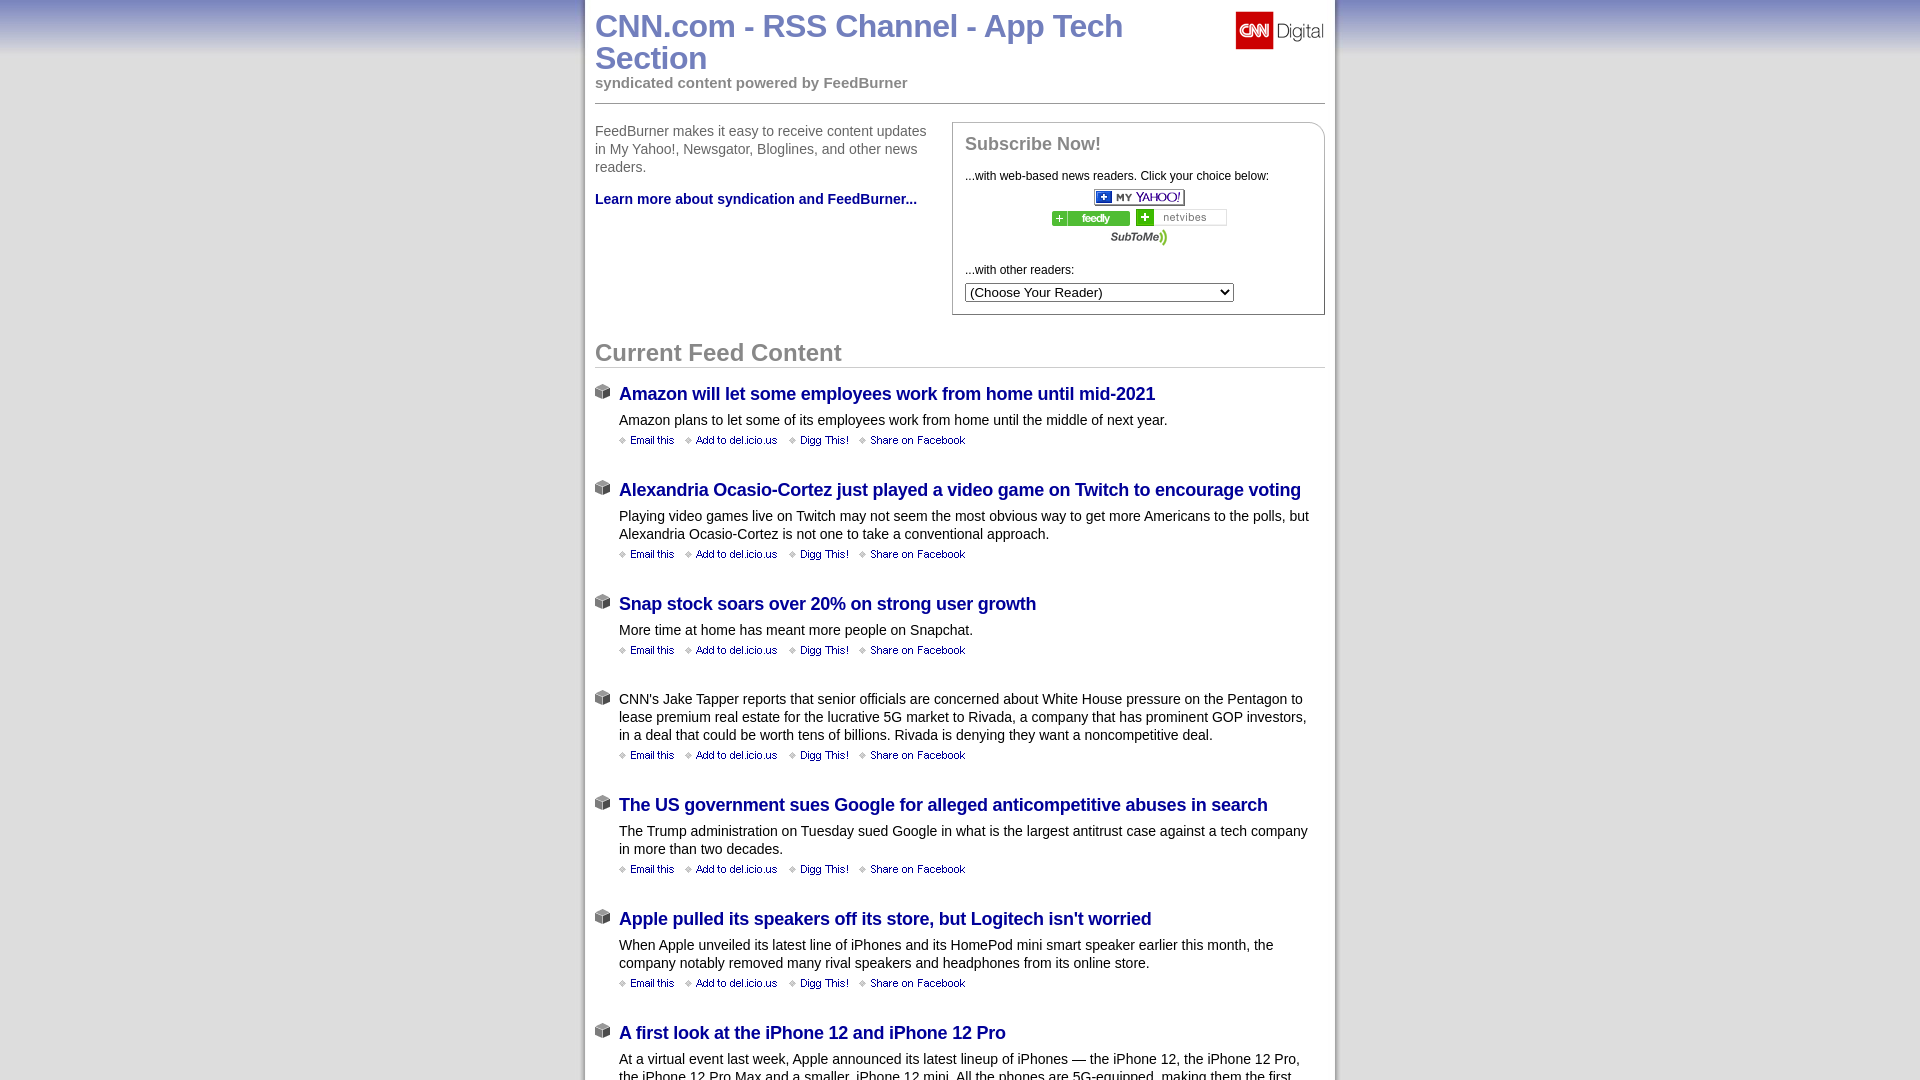 CNN.com - RSS Channel - App Tech
Section
CNN Digital
syndicated content powered by FeedBurner
FeedBurner makes it easy to receive content updates
in My Yahoo!, Newsgator, Bloglines, and other news
readers.
Learn more about syndication and FeedBurner...
Subscribe Now!
...with web-based news readers. Click your choice below:
MY YAHOO!
feedly
netvibes
SubToMe
...with other readers:
(Choose Your Reader)
Current Feed Content
Amazon will let some employees work from home until mid-2021
Amazon plans to let some of its employees work from home until the middle of next year.
Email this Add to del.icio.us Digg This! Share on Facebook
Alexandria Ocasio-Cortez just played a video game on Twitch to encourage voting
Playing video games live on Twitch may not seem the most obvious way to get more Americans to the polls, but
Alexandria Ocasio-Cortez is not one to take a conventional approach.
Email this Add to del.icio.us Digg This! Share on Facebook
Snap stock soars over 20% on strong user growth
More time at home has meant more people on Snapchat.
Email this Add to del.icio.us Digg This! Share on Facebook
CNN's Jake Tapper reports that senior officials are concerned about White House pressure on the Pentagon to
lease premium real estate for the lucrative 5G market to Rivada, a company that has prominent GOP investors,
in a deal that could be worth tens of billions. Rivada is denying they want a noncompetitive deal.
Email this Add to del.icio.us Digg This! Share on Facebook
The US government sues Google for alleged anticompetitive abuses in search
The Trump administration on Tuesday sued Google in what is the largest antitrust case against a tech company
in more than two decades.
Email this Add to del.icio.us Digg This! Share on Facebook
Apple pulled its speakers off its store, but Logitech isn't worried
When Apple unveiled its latest line of iPhones and its HomePod mini smart speaker earlier this month, the
company notably removed many rival speakers and headphones from its online store.
Email this Add to del.icio.us Digg This! Share on Facebook
A first look at the iPhone 12 and iPhone 12 Pro
At a virtual event last week, Apple announced its latest lineup of iPhones — the iPhone 12, the iPhone 12 Pro,
the iPhone 12 Pro Max and a smaller, iPhone 12 mini. All the phones are 5G-equipped, making them the first